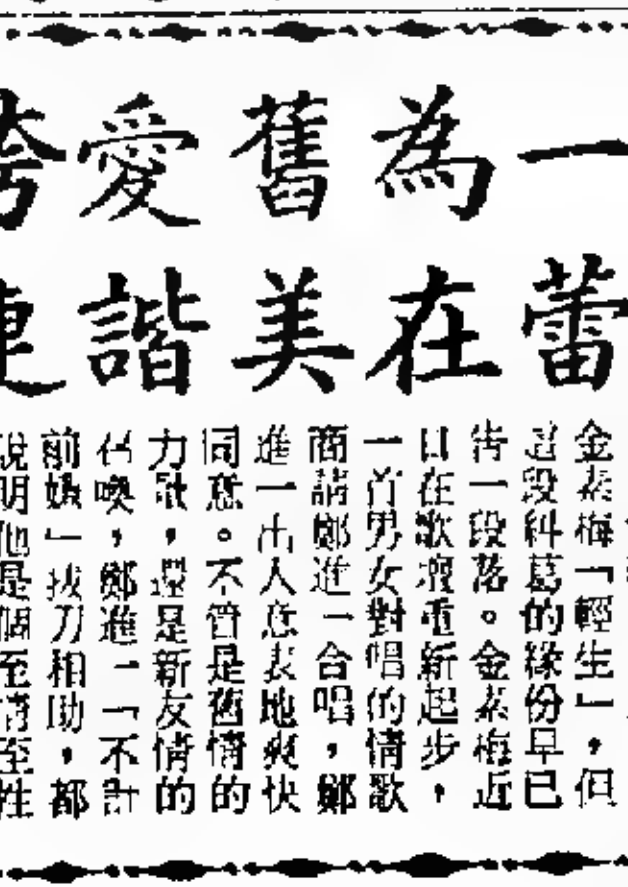 一為舊愛
蕾在美諧
金素梅「輕生」，但
這段糾葛的緣份早已
告一段落。金素梅近
日在歌壇重新起步，
一首男女對唱的情歌
商請鄭進一合唱，鄭
進一出人意表地爽快
同意。不管是舊情的
力歌，還是新友情的
召喚，鄭進一「不計
前嫌」拔刀相助，都
說明他是個至情至性